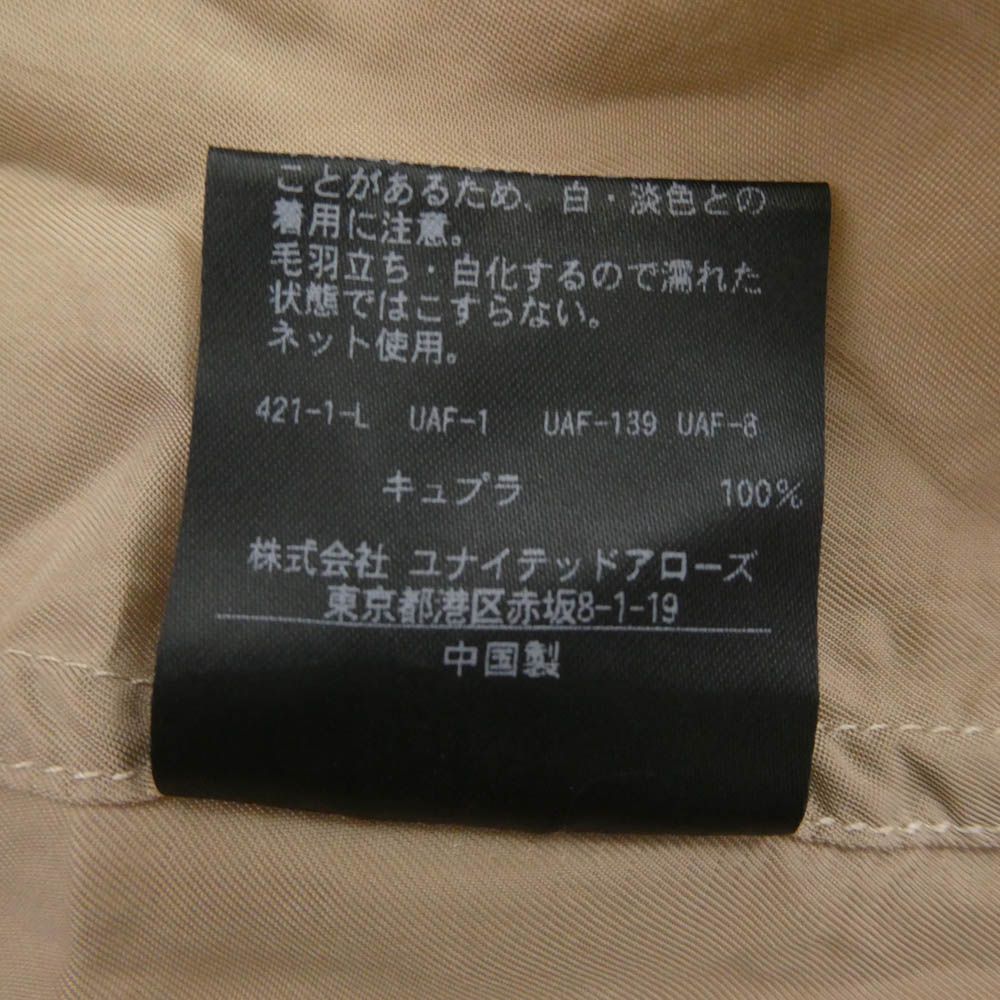 ことがあるため、白・淡色との
着用に注意。
毛羽立ち・白化するので濡れた
状態ではこすらない。
ネット使用。
421-1-L UAF-1 UAF-139 UAF-8
キュプラ 100%
株式会社 ユナイテッドアローズ
東京都港区赤坂8-1-19
中国製